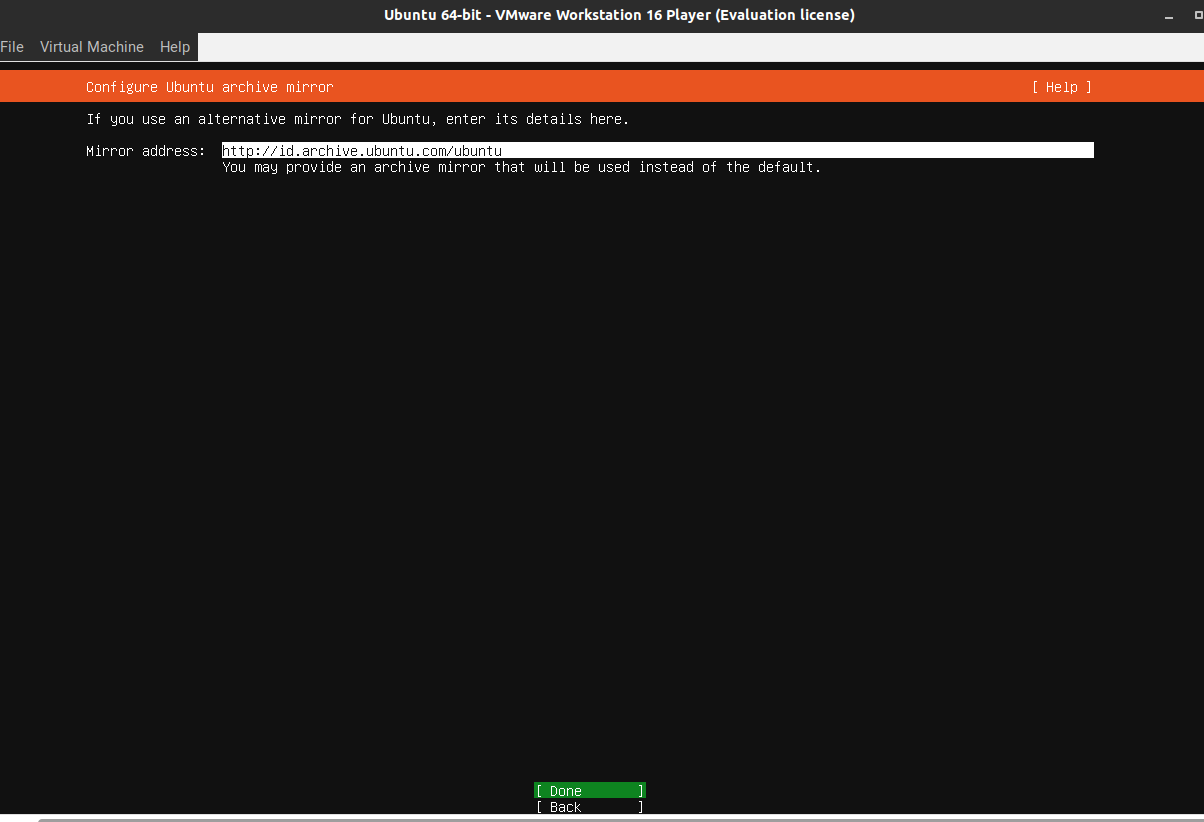 Ubuntu 64-bit - VMware Workstation 16 Player (Evaluation license)
File Virtual Machine Help
Configure Ubuntu archive mirror [ Help ]
If you use an alternative mirror for Ubuntu, enter its details here.
Mirror address: http://id.archive.ubuntu.com/ubuntu
You may provide an archive mirror that will be used instead of the default.
[ Done ]
[ Back ]